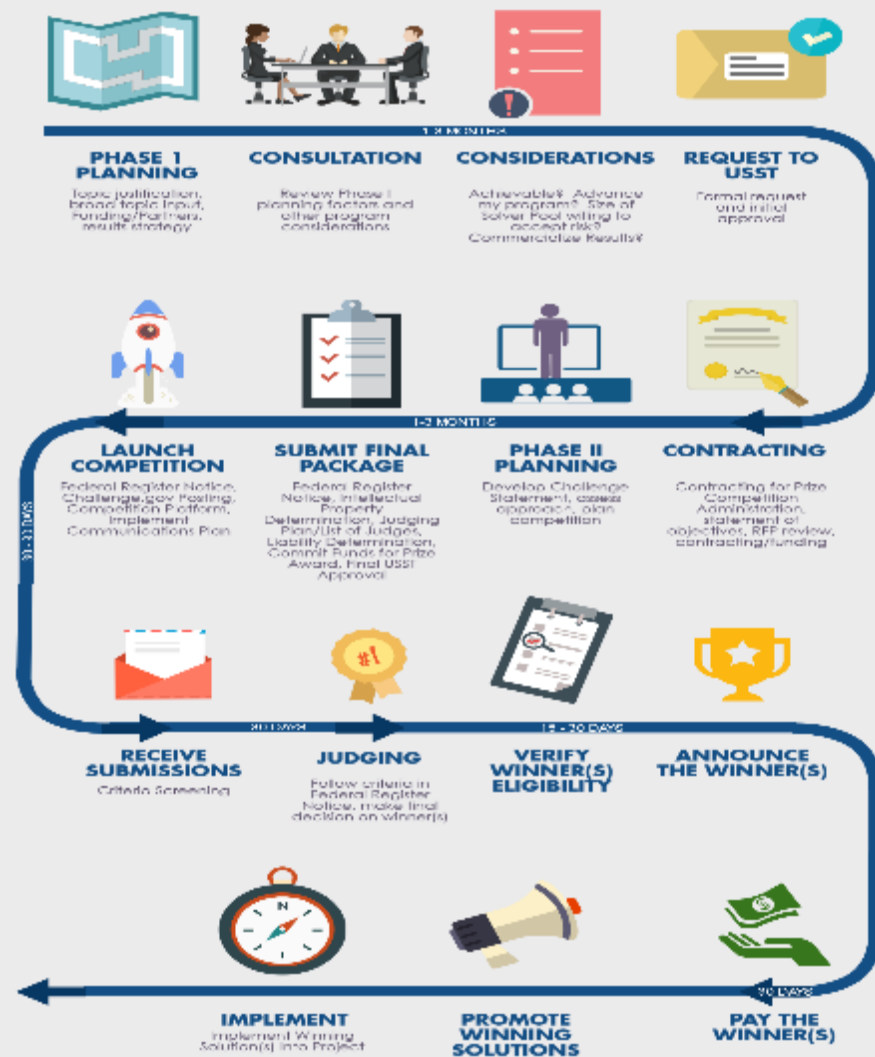 1-3 MONTHS
PHASE 1
PLANNING
Topic justification,
broad topic input,
Funding/Partners,
results strategy
CONSULTATION
Review Phase I
planning factors and
other program
considerations
CONSIDERATIONS
Achievable? Advance
my program? Size of
Solver Pool willing to
accept risk?
Commercialize Results?
REQUEST TO
USST
Formal request
and initial
approval
MONTHS
LAUNCH
COMPETITION
Federal Register Notice,
Challenge.gov Posting,
Competition Platform,
Implement
Communications Plan
SUBMIT FINAL
PACKAGE
Federal Register
Notice, Intellectual
Property
Determination, Judging
Plan/List of Judges,
Liability Determination,
Commit Funds for Prize
Award, Final USST
Approval
PHASE II
PLANNING
Develop Challenge
Statement, assess
approach, plan
competition
CONTRACTING
Contracting for Prize
Competition
Administration,
statement of
objectives, RFP review,
contracting/funding
DAYS
#1
DAYS
15 - 30 DAYS
RECEIVE
SUBMISSIONS
Criteria Screening
JUDGING
Follow criteria in
Federal Register
Notice, make final
decision on winner(s)
VERIFY
WINNER(S)
ELIGIBILITY
ANNOUNCE
THE WINNER(S)
N
$
DAYS
IMPLEMENT
Implement Winning
Solution(s) into Project
PROMOTE
WINNING
SOLUTIONS
PAY THE
WINNER(S)